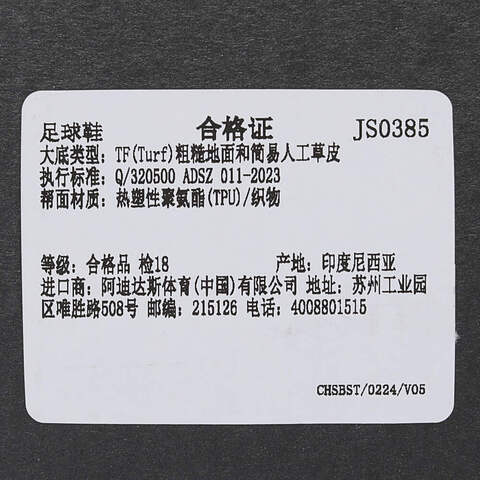 足球鞋 合格证 JS0385
大底类型: TF(Turf)粗糙地面和简易人工草皮
执行标准: Q/320500 ADSZ 011-2023
帮面材质: 热塑性聚氨酯(TPU)/织物
等级: 合格品 检18 产地: 印度尼西亚
进口商: 阿迪达斯体育(中国)有限公司 地址: 苏州工业园
区唯胜路508号 邮编: 215126 电话: 4008801515
CHSBST/0224/V05